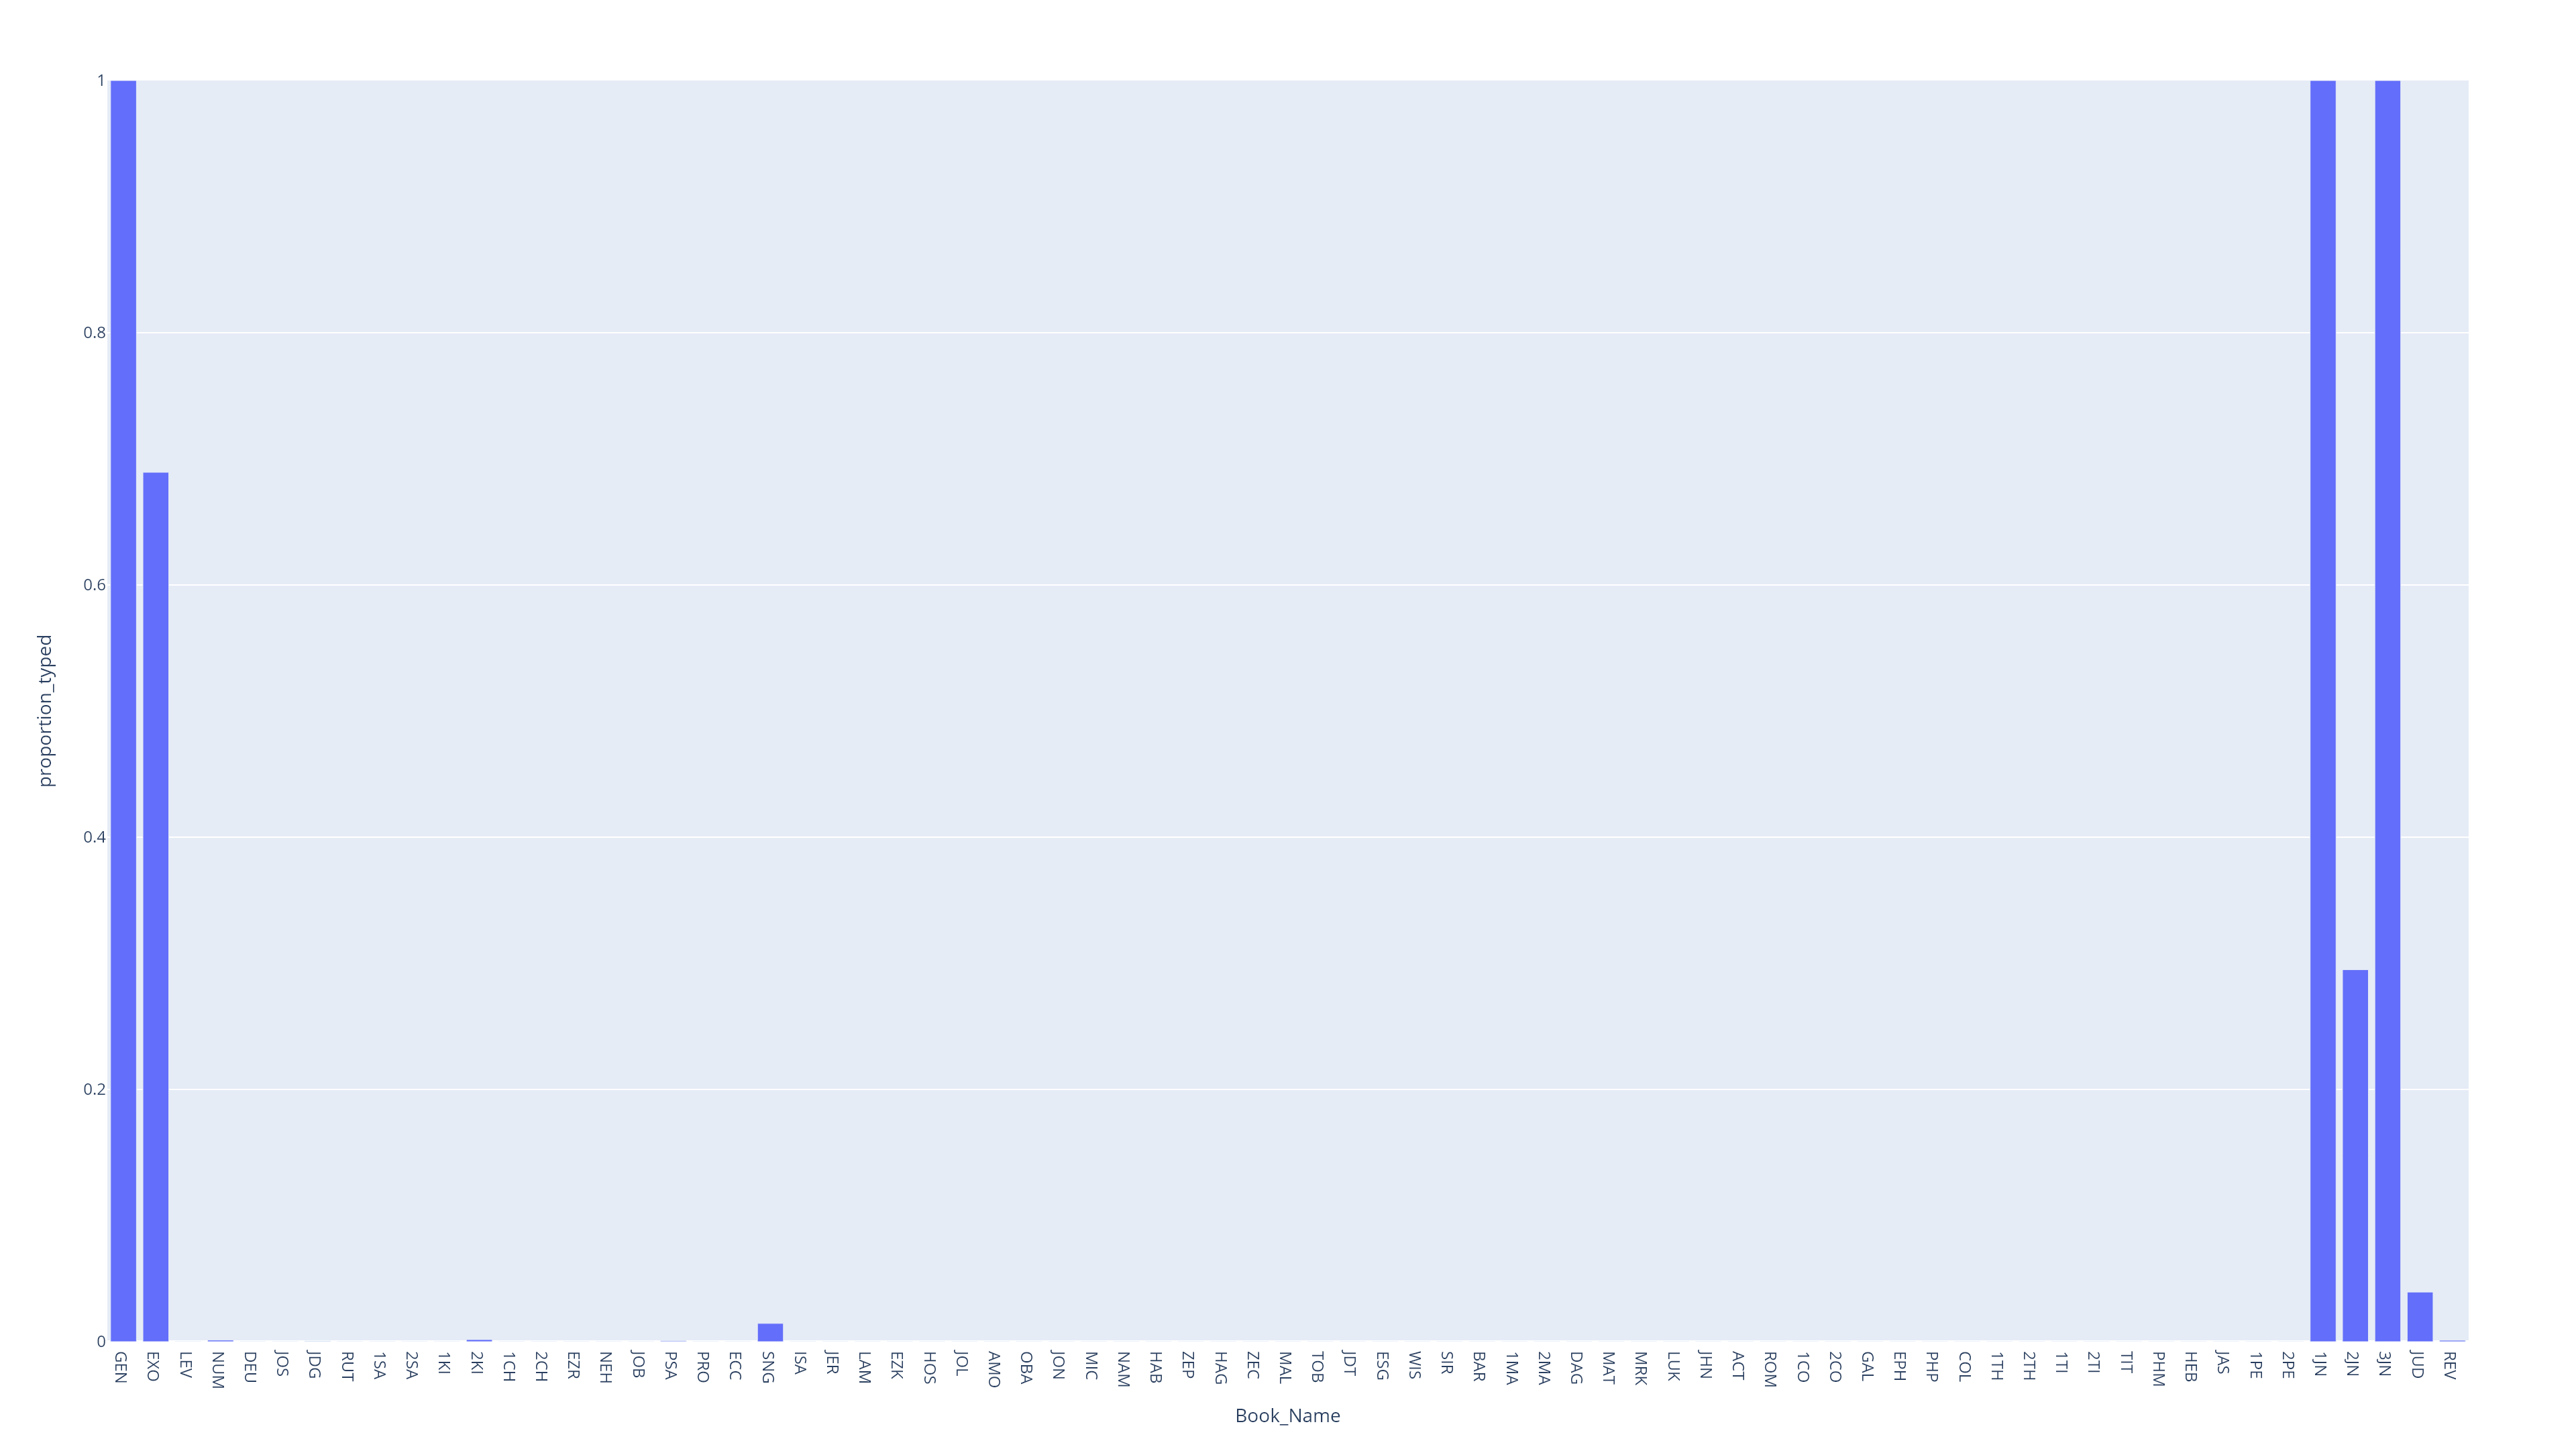 proportion_typed
1
0.8
0.6
0.4
0.2
0
GEN EXO LEV NUM DEU JOS JDG RUT 1SA 2SA 1KI 2KI 1CH 2CH EZR NEH JOB PSA PRO ECC SNG ISA JER LAM EZK HOS JOL AMO OBA JON MIC NAM HAB ZEP HAG ZEC MAL TOB JDT ESG WIS SIR BAR 1MA 2MA DAG MAT MRK LUK JHN ACT ROM 1CO 2CO GAL EPH PHP COL 1TH 2TH 1TI 2TI TIT PHM HEB JAS 1PE 2PE 1JN 2JN 3JN JUD REV
Book_Name